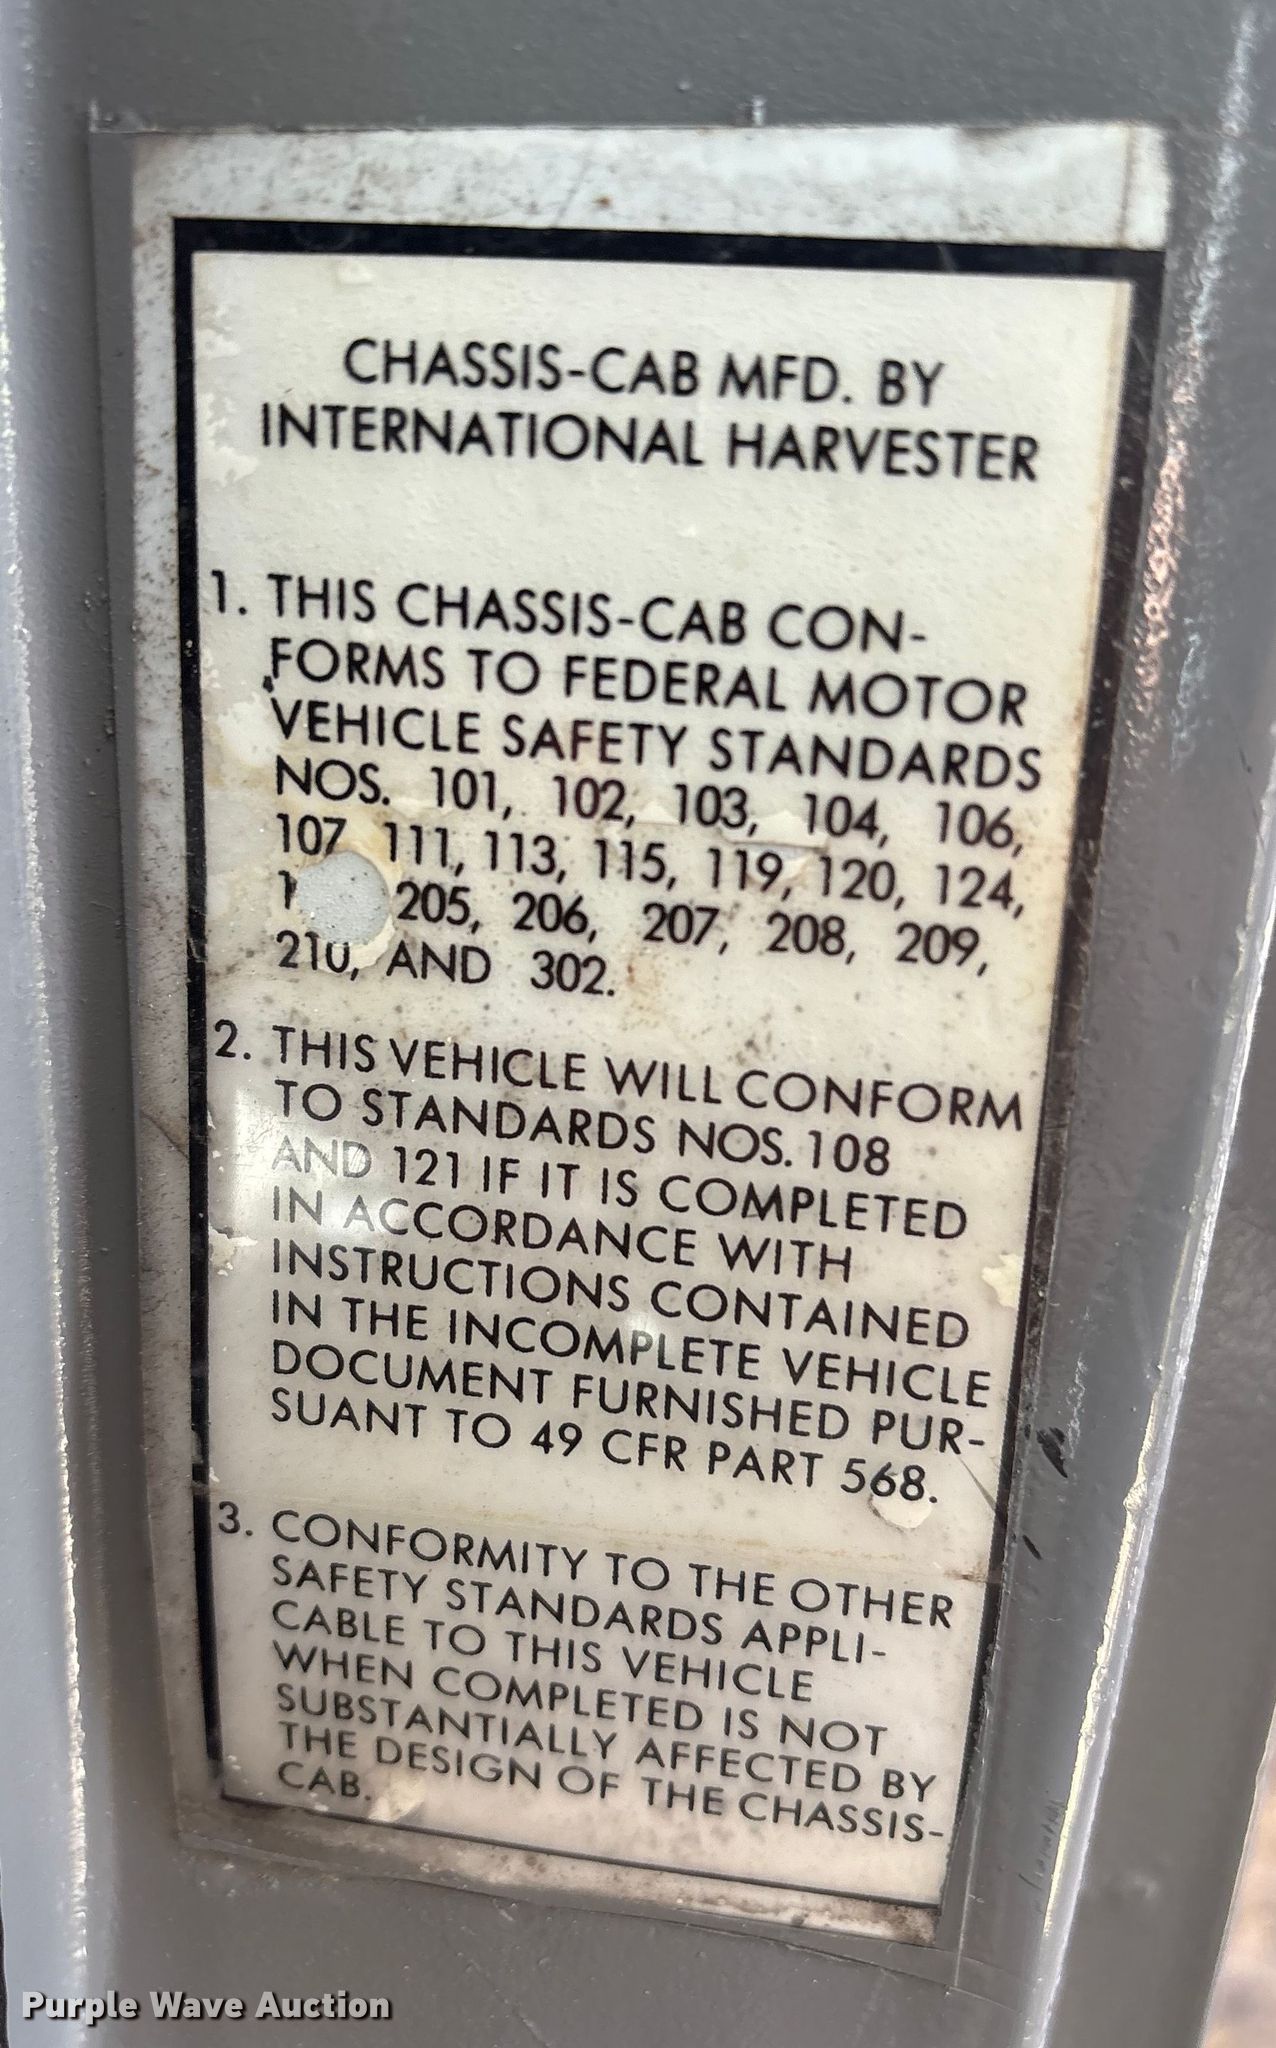 CHASSIS-CAB MFD. BY
INTERNATIONAL HARVESTER
1. THIS CHASSIS-CAB CON-
FORMS TO FEDERAL MOTOR
VEHICLE SAFETY STANDARDS
NOS. 101, 102, 103, 104, 106,
107 111, 113, 115, 119, 120, 124,
205, 206, 207, 208, 209,
210, AND 302.
2. THIS VEHICLE WILL CONFORM
TO STANDARDS NOS. 108
AND 121 IF IT IS COMPLETED
IN ACCORDANCE WITH
INSTRUCTIONS CONTAINED
IN THE INCOMPLETE VEHICLE
DOCUMENT FURNISHED PUR-
SUANT TO 49 CFR PART 568.
3. CONFORMITY TO THE OTHER
SAFETY STANDARDS APPLI-
CABLE TO THIS VEHICLE
WHEN COMPLETED IS NOT
SUBSTANTIALLY AFFECTED BY
THE DESIGN OF THE CHASSIS-
CAB.
Purple Wave Auction